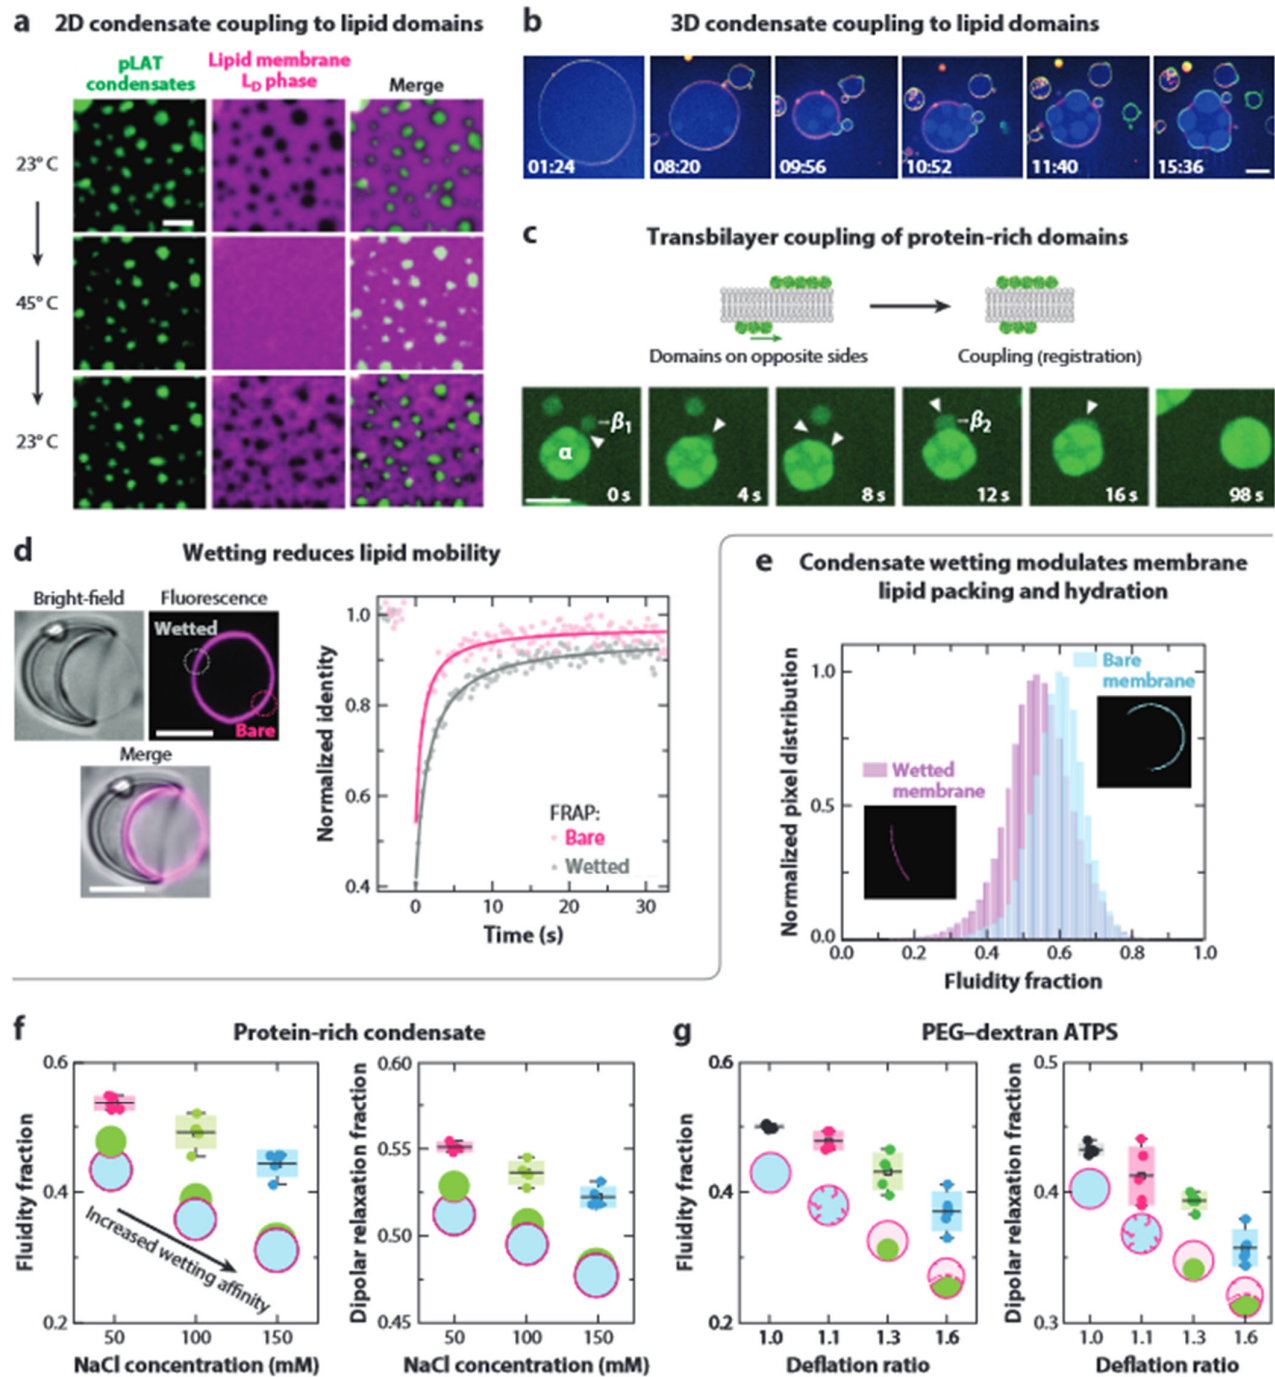 a 2D condensate coupling to lipid domains
pLAT
condensates
Lipid membrane
L_D phase
Merge
23° C
45° C
23° C
b 3D condensate coupling to lipid domains
01:24
08:20
09:56
10:52
11:40
15:36
c Transbilayer coupling of protein-rich domains
Domains on opposite sides
Coupling (registration)
β1
α
0 s
4 s
8 s
β2
12 s
16 s
98 s
d Wetting reduces lipid mobility
Bright-field
Fluorescence
Wetted
Bare
Merge
Normalized identity
1.0
0.8
0.6
0.4
FRAP:
Bare
Wetted
0 10 20 30
Time (s)
e Condensate wetting modulates membrane
lipid packing and hydration
Normalized pixel distribution
1.0
0.5
0.0
Bare
membrane
Wetted
membrane
0.0 0.2 0.4 0.6 0.8 1.0
Fluidity fraction
f Protein-rich condensate
Fluidity fraction
0.6
0.4
0.2
Increased wetting affinity
50 100 150
NaCl concentration (mM)
Dipolar relaxation fraction
0.60
0.55
0.50
0.45
50 100 150
NaCl concentration (mM)
g PEG–dextran ATPS
Fluidity fraction
0.6
0.4
0.2
1.0 1.1 1.3 1.6
Deflation ratio
Dipolar relaxation fraction
0.5
0.4
0.3
1.0 1.1 1.3 1.6
Deflation ratio